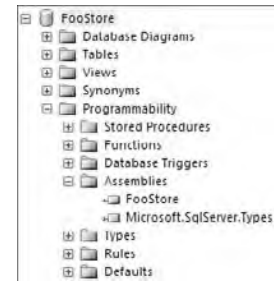 FooStore
Database Diagrams
Tables
Views
Synonyms
Programmability
Stored Procedures
Functions
Database Triggers
Assemblies
FooStore
Microsoft.SqlServer.Types
Types
Rules
Defaults